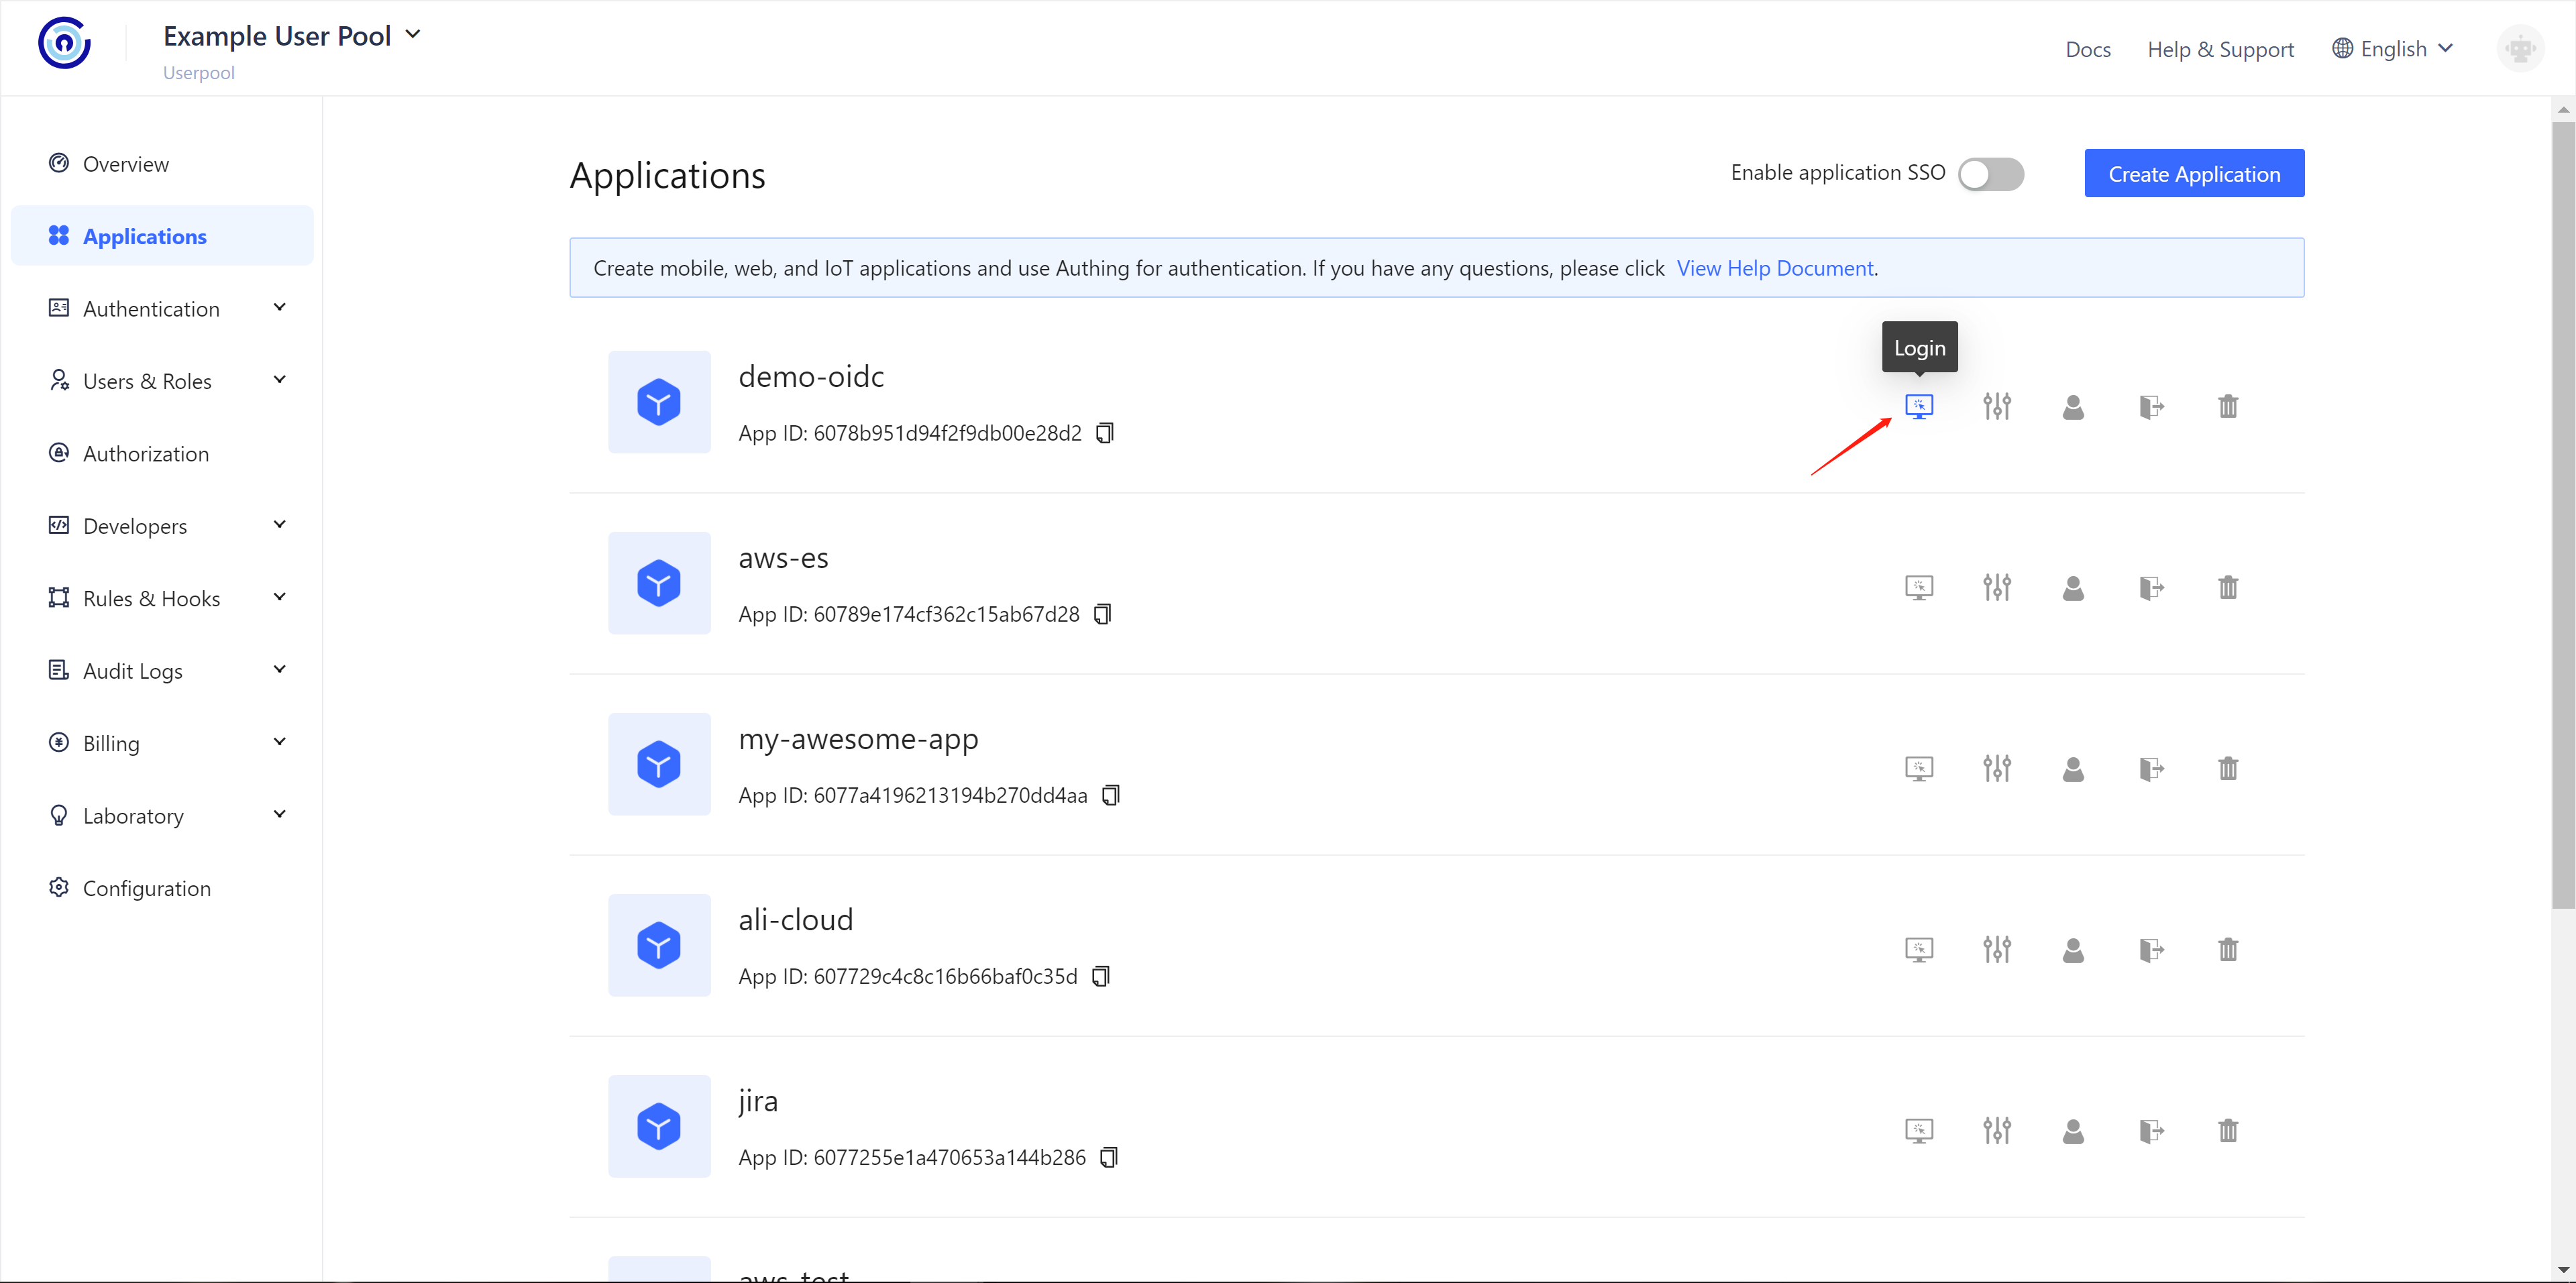 Example User Pool
Userpool
Docs
Help & Support
English
Overview
Applications
Authentication
Users & Roles
Authorization
Developers
Rules & Hooks
Audit Logs
Billing
Laboratory
Configuration
Applications
Enable application SSO
Create Application
Create mobile, web, and IoT applications and use Authing for authentication. If you have any questions, please click View Help Document.
Login
demo-oidc
App ID: 6078b951d94f2f9db00e28d2
aws-es
App ID: 60789e174cf362c15ab67d28
my-awesome-app
App ID: 6077a4196213194b270dd4aa
ali-cloud
App ID: 607729c4c8c16b66baf0c35d
jira
App ID: 6077255e1a470653a144b286
aws-test